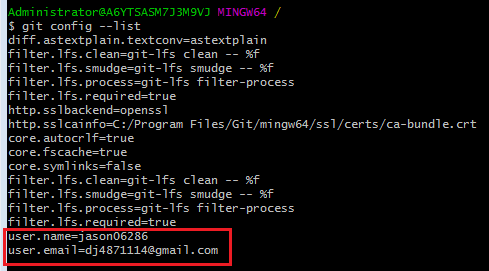 Administrator@A6YTSASM7J3M9VJ MINGW64 /
$ git config --list
diff.astextplain.textconv=astextplain
filter.lfs.clean=git-lfs clean -- %f
filter.lfs.smudge=git-lfs smudge -- %f
filter.lfs.process=git-lfs filter-process
filter.lfs.required=true
http.sslbackend=openssl
http.sslcainfo=C:/Program Files/Git/mingw64/ssl/certs/ca-bundle.crt
core.autocrlf=true
core.fscache=true
core.symlinks=false
filter.lfs.clean=git-lfs clean -- %f
filter.lfs.smudge=git-lfs smudge -- %f
filter.lfs.process=git-lfs filter-process
filter.lfs.required=true
user.name=jason06286
user.email=dj4871114@gmail.com